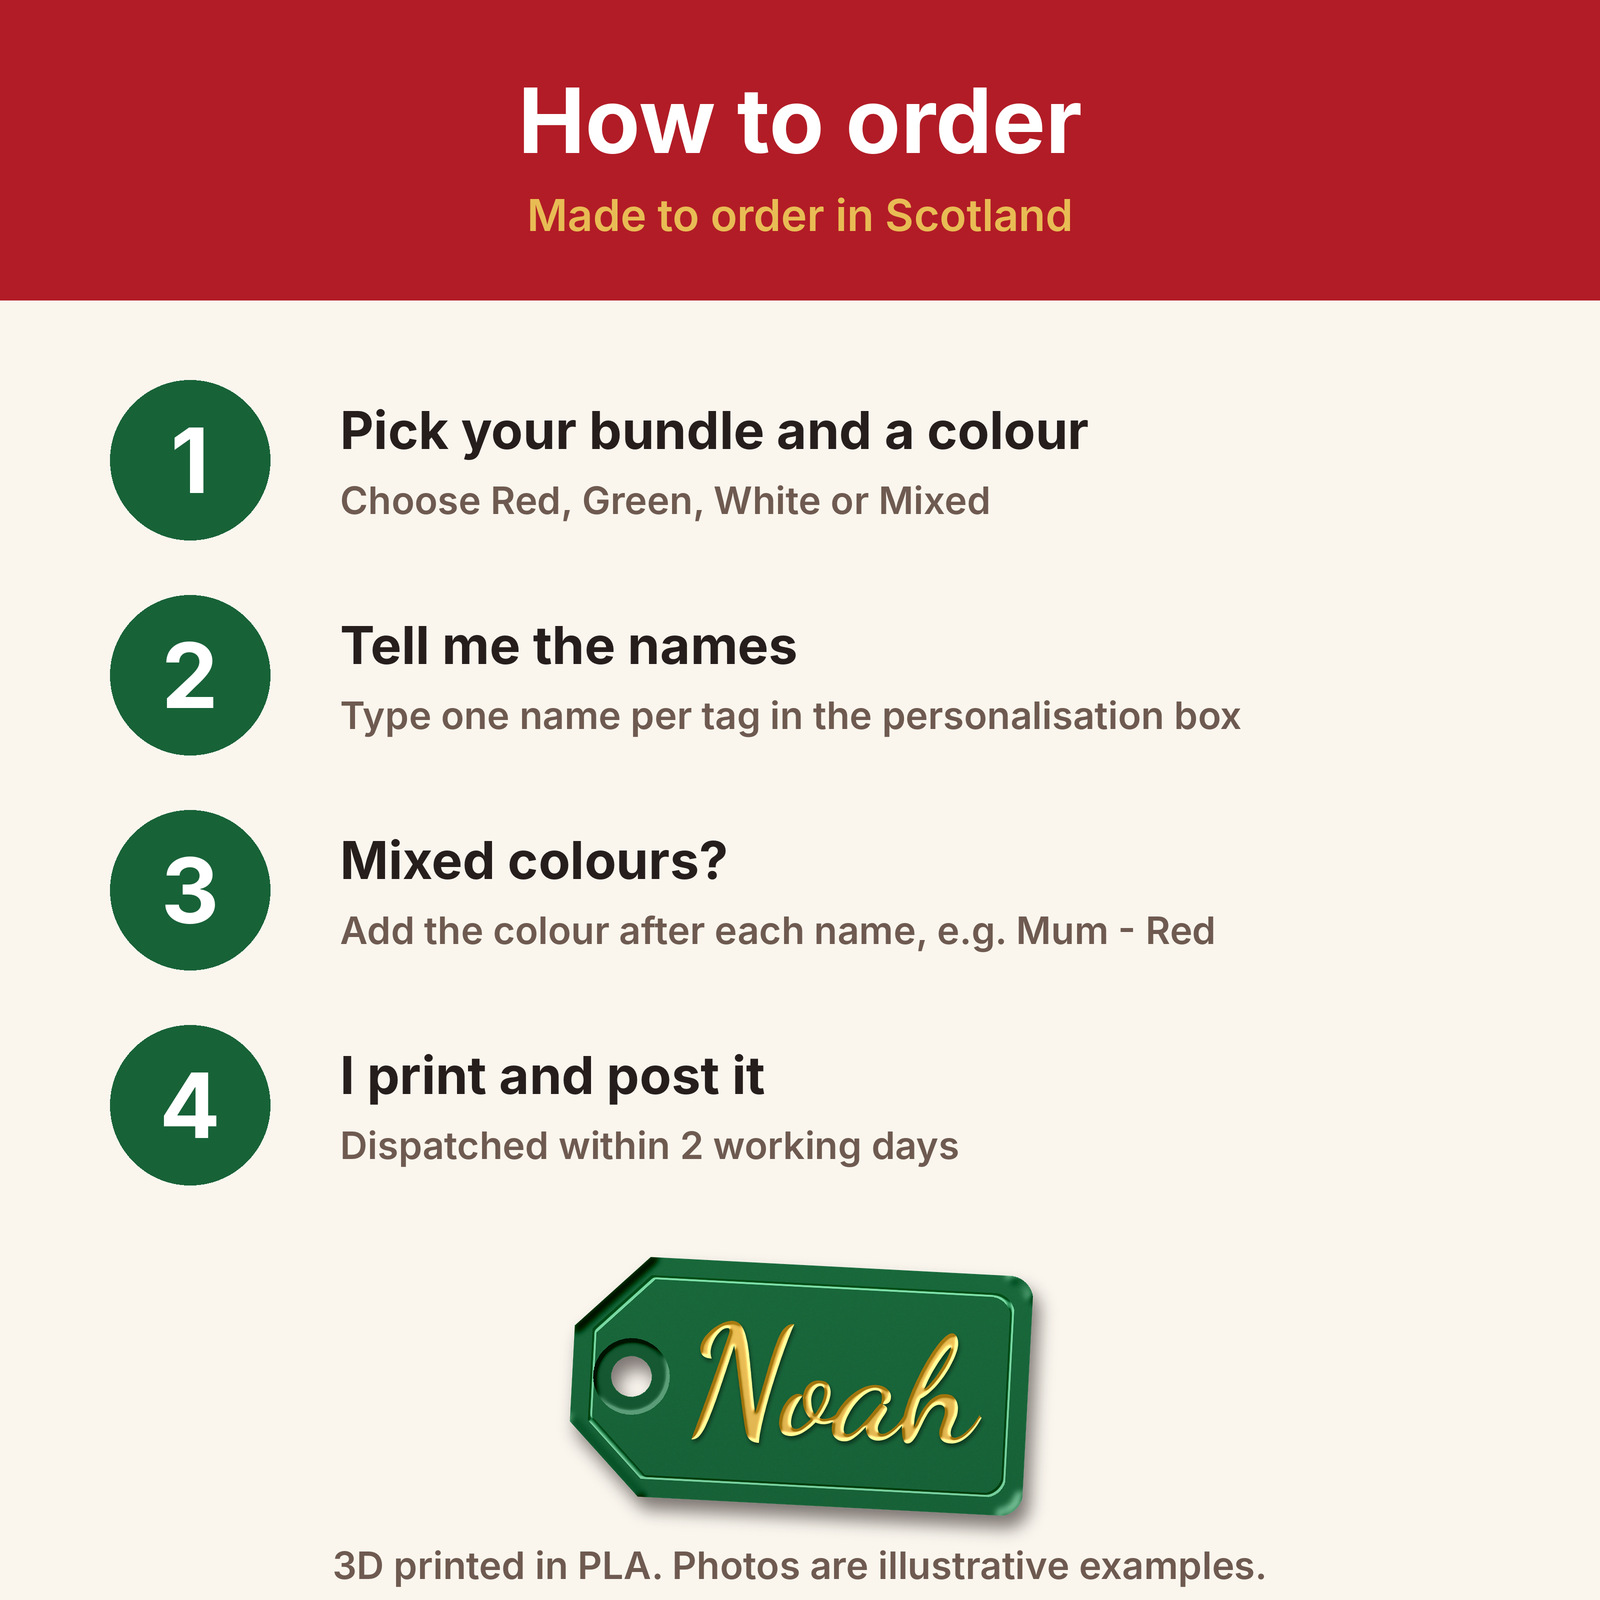 How to order
Made to order in Scotland
1
Pick your bundle and a colour
Choose Red, Green, White or Mixed
2
Tell me the names
Type one name per tag in the personalisation box
3
Mixed colours?
Add the colour after each name, e.g. Mum - Red
4
I print and post it
Dispatched within 2 working days
Noah
3D printed in PLA. Photos are illustrative examples.